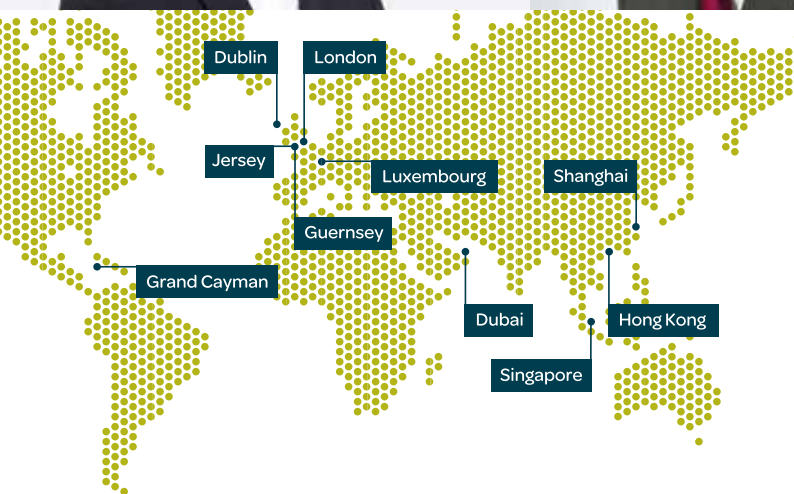 Dublin
London
Jersey
Luxembourg
Shanghai
Guernsey
Grand Cayman
Dubai
Hong Kong
Singapore